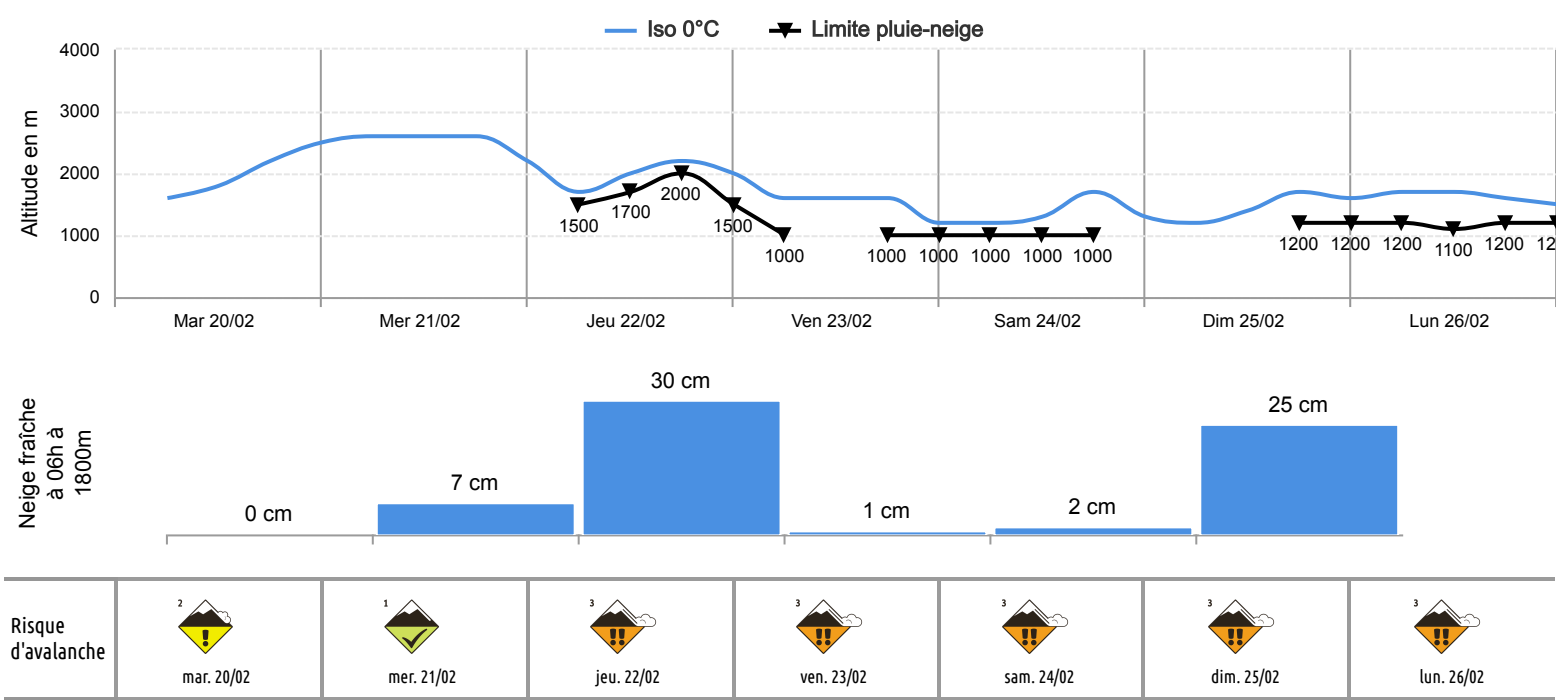 Iso 0°C Limite pluie-neige
Altitude en m
4000
3000
2000
1000
0
1500
1700
2000
1500
1000
1000
1000
1000
1000
1000
1200
1200
1200
1100
1200
Mar 20/02 Mer 21/02 Jeu 22/02 Ven 23/02 Sam 24/02 Dim 25/02 Lun 26/02
Neige fraîche
à 06h à
1800m
0 cm
7 cm
30 cm
1 cm
2 cm
25 cm
Risque
d'avalanche
2 1 3 3 3 3 3
mar. 20/02 mer. 21/02 jeu. 22/02 ven. 23/02 sam. 24/02 dim. 25/02 lun. 26/02